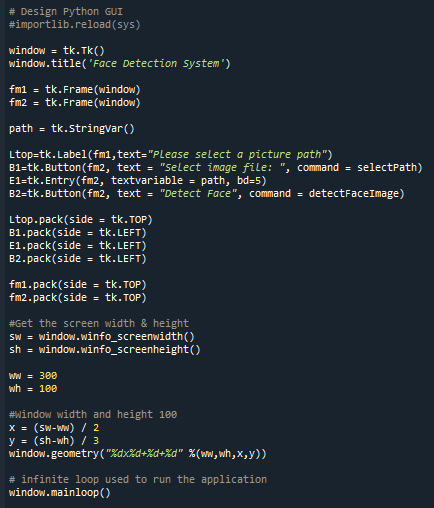 # Design Python GUI
#importlib.reload(sys)
window = tk.Tk()
window.title('Face Detection System')
fm1 = tk.Frame(window)
fm2 = tk.Frame(window)
path = tk.StringVar()
Ltop=tk.Label(fm1,text="Please select a picture path")
B1=tk.Button(fm2, text = "Select image file: ", command = selectPath)
E1=tk.Entry(fm2, textvariable = path, bd=5)
B2=tk.Button(fm2, text = "Detect Face", command = detectFaceImage)
Ltop.pack(side = tk.TOP)
B1.pack(side = tk.LEFT)
E1.pack(side = tk.LEFT)
B2.pack(side = tk.LEFT)
fm1.pack(side = tk.TOP)
fm2.pack(side = tk.TOP)
#Get the screen width & height
sw = window.winfo_screenwidth()
sh = window.winfo_screenheight()
ww = 300
wh = 100
#Window width and height 100
x = (sw-ww) / 2
y = (sh-wh) / 3
window.geometry("%dx%d+%d+%d" %(ww,wh,x,y))
# infinite loop used to run the application
window.mainloop()